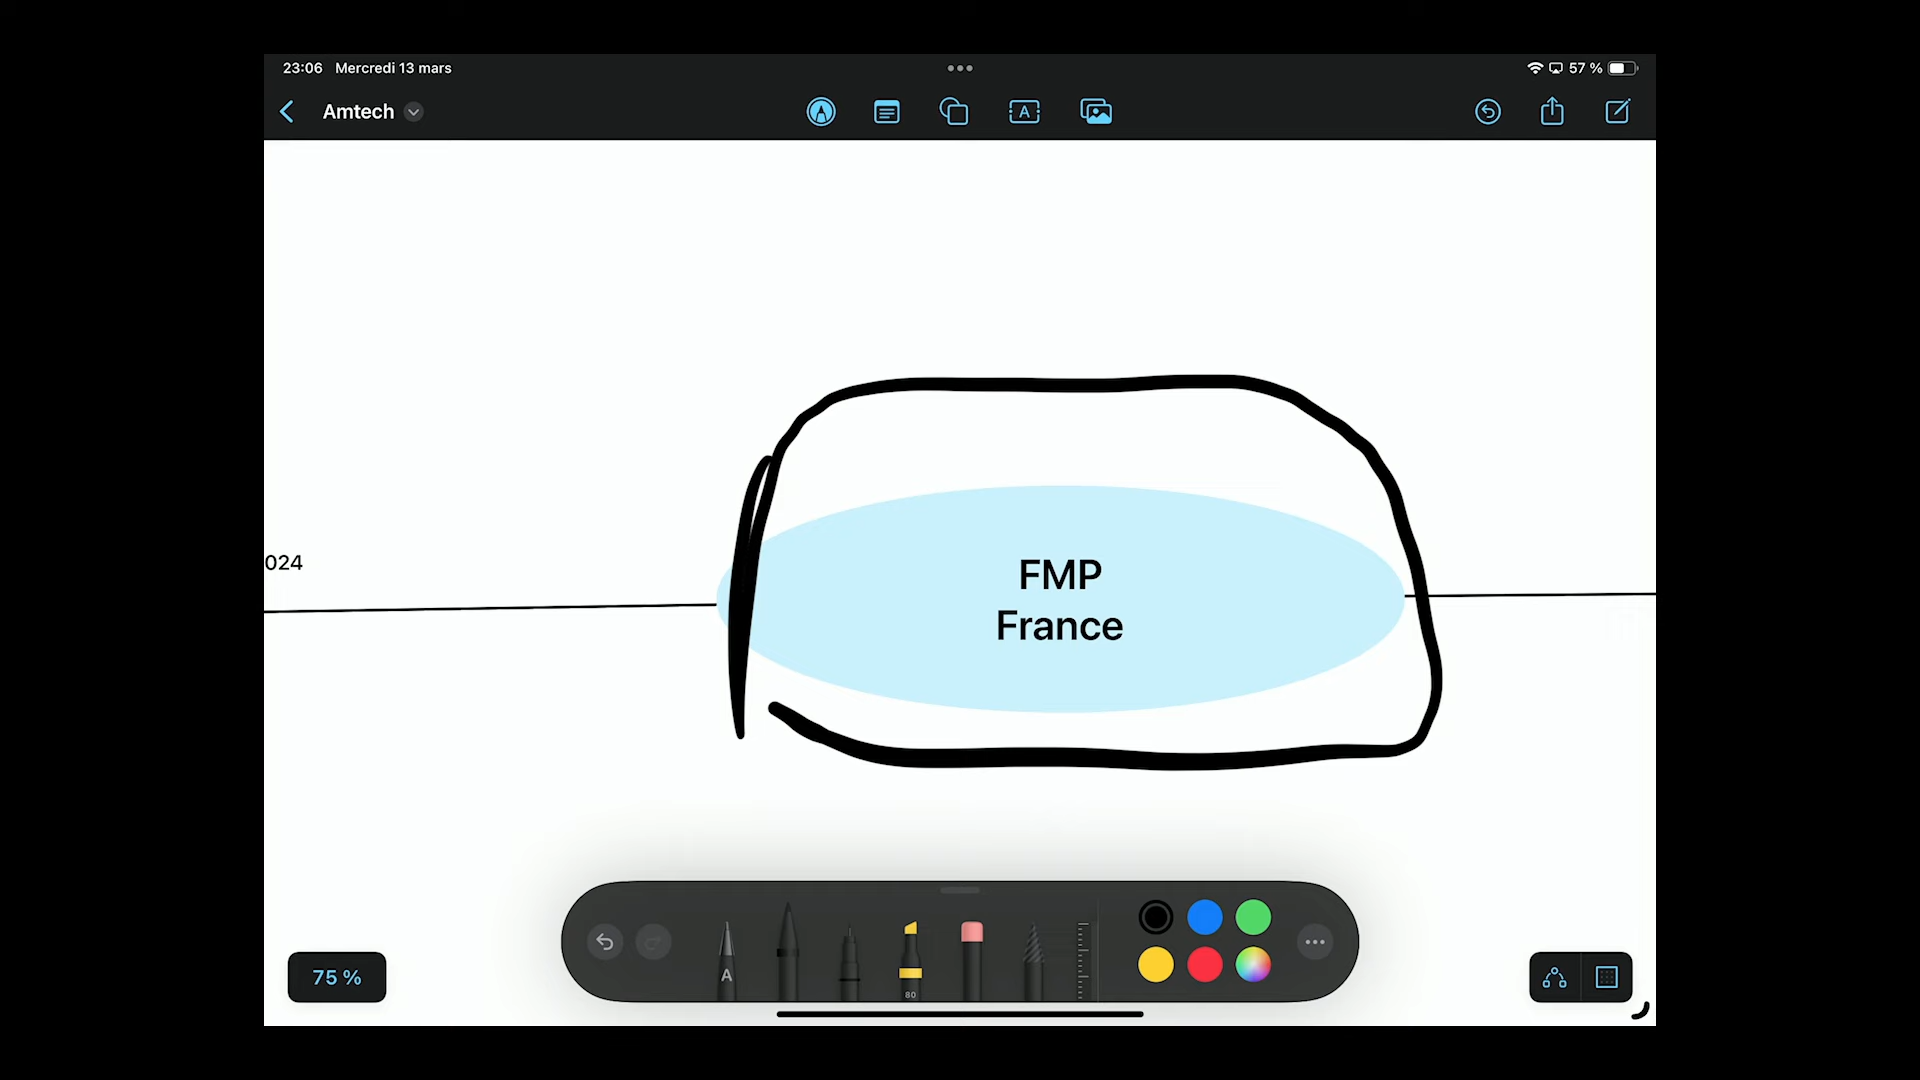 23:06 Mercredi 13 mars
57 %
Amtech
A
024
FMP
France
A
80
75 %